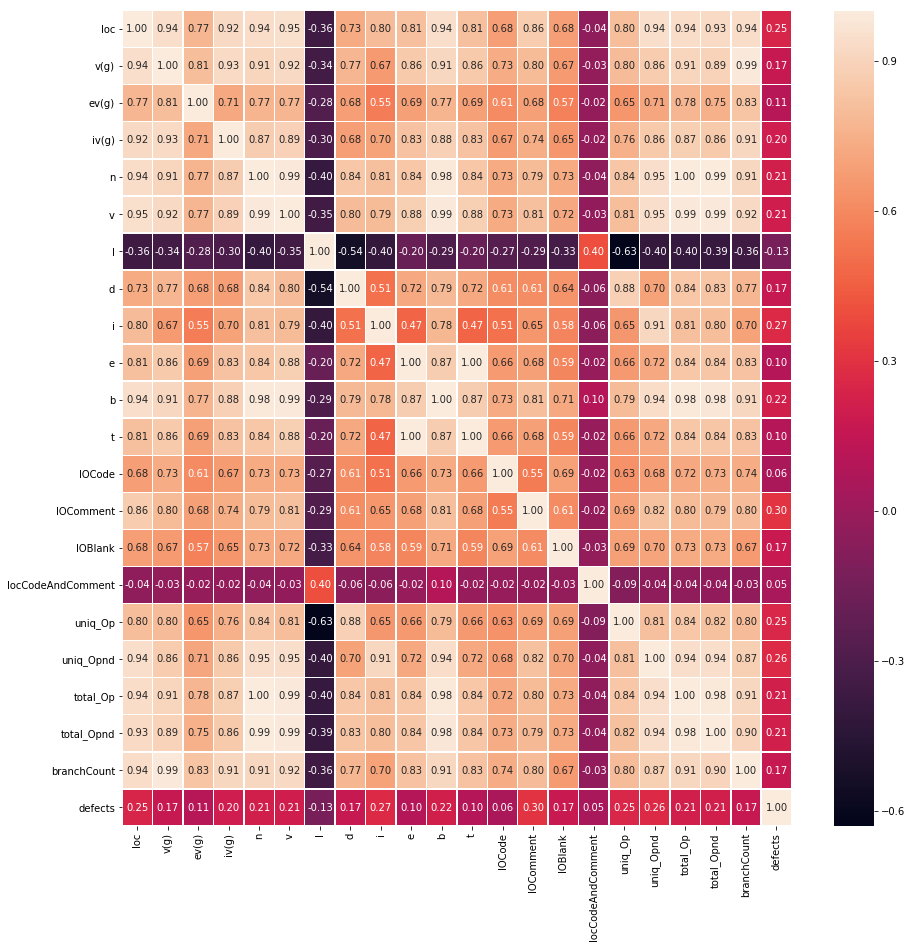 loc 1.00 0.94 0.77 0.92 0.94 0.95 -0.36 0.73 0.80 0.81 0.94 0.81 0.68 0.86 0.68 -0.04 0.80 0.94 0.94 0.93 0.94 0.25
v(g) 0.94 1.00 0.81 0.93 0.91 0.92 -0.34 0.77 0.67 0.86 0.91 0.86 0.73 0.80 0.67 -0.03 0.80 0.86 0.91 0.89 0.99 0.17 0.9
ev(g) 0.77 0.81 1.00 0.71 0.77 0.77 -0.28 0.68 0.55 0.69 0.77 0.69 0.61 0.68 0.57 -0.02 0.65 0.71 0.78 0.75 0.83 0.11
iv(g) 0.92 0.93 0.71 1.00 0.87 0.89 -0.30 0.68 0.70 0.83 0.88 0.83 0.67 0.74 0.65 -0.02 0.76 0.86 0.87 0.86 0.91 0.20
n 0.94 0.91 0.77 0.87 1.00 0.99 -0.40 0.84 0.81 0.84 0.98 0.84 0.73 0.79 0.73 -0.04 0.84 0.95 1.00 0.99 0.91 0.21
v 0.95 0.92 0.77 0.89 0.99 1.00 -0.35 0.80 0.79 0.88 0.99 0.88 0.73 0.81 0.72 -0.03 0.81 0.95 0.99 0.99 0.92 0.21
l -0.36 -0.34 -0.28 -0.30 -0.40 -0.35 1.00 -0.54 -0.40 -0.20 -0.29 -0.20 -0.27 -0.29 -0.33 0.40 -0.63 -0.40 -0.40 -0.39 -0.36 -0.13
0.6
d 0.73 0.77 0.68 0.68 0.84 0.80 -0.54 1.00 0.51 0.72 0.79 0.72 0.61 0.61 0.64 -0.06 0.88 0.70 0.84 0.83 0.77 0.17
i 0.80 0.67 0.55 0.70 0.81 0.79 -0.40 0.51 1.00 0.47 0.78 0.47 0.51 0.65 0.58 -0.06 0.65 0.91 0.81 0.80 0.70 0.27
e 0.81 0.86 0.69 0.83 0.84 0.88 -0.20 0.72 0.47 1.00 0.87 1.00 0.66 0.68 0.59 -0.02 0.66 0.72 0.84 0.84 0.83 0.10
b 0.94 0.91 0.77 0.88 0.98 0.99 -0.29 0.79 0.78 0.87 1.00 0.87 0.73 0.81 0.71 0.10 0.79 0.94 0.98 0.98 0.91 0.22
0.3
t 0.81 0.86 0.69 0.83 0.84 0.88 -0.20 0.72 0.47 1.00 0.87 1.00 0.66 0.68 0.59 -0.02 0.66 0.72 0.84 0.84 0.83 0.10
lOCode 0.68 0.73 0.61 0.67 0.73 0.73 -0.27 0.61 0.51 0.66 0.73 0.66 1.00 0.55 0.69 -0.02 0.63 0.68 0.72 0.73 0.74 0.06
lOComment 0.86 0.80 0.68 0.74 0.79 0.81 -0.29 0.61 0.65 0.68 0.81 0.68 0.55 1.00 0.61 -0.02 0.69 0.82 0.80 0.79 0.80 0.30 0.0
lOBlank 0.68 0.67 0.57 0.65 0.73 0.72 -0.33 0.64 0.58 0.59 0.71 0.59 0.69 0.61 1.00 -0.03 0.69 0.70 0.73 0.73 0.67 0.17
locCodeAndComment -0.04 -0.03 -0.02 -0.02 -0.04 -0.03 0.40 -0.06 -0.06 -0.02 0.10 -0.02 -0.02 -0.02 -0.03 1.00 -0.09 -0.04 -0.04 -0.04 -0.03 0.05
uniq_Op 0.80 0.80 0.65 0.76 0.84 0.81 -0.63 0.88 0.65 0.66 0.79 0.66 0.63 0.69 0.69 -0.09 1.00 0.81 0.84 0.82 0.80 0.25
uniq_Opnd 0.94 0.86 0.71 0.86 0.95 0.95 -0.40 0.70 0.91 0.72 0.94 0.72 0.68 0.82 0.70 -0.04 0.81 1.00 0.94 0.94 0.87 0.26 −0.3
total_Op 0.94 0.91 0.78 0.87 1.00 0.99 -0.40 0.84 0.81 0.84 0.98 0.84 0.72 0.80 0.73 -0.04 0.84 0.94 1.00 0.98 0.91 0.21
total_Opnd 0.93 0.89 0.75 0.86 0.99 0.99 -0.39 0.83 0.80 0.84 0.98 0.84 0.73 0.79 0.73 -0.04 0.82 0.94 0.98 1.00 0.90 0.21
branchCount 0.94 0.99 0.83 0.91 0.91 0.92 -0.36 0.77 0.70 0.83 0.91 0.83 0.74 0.80 0.67 -0.03 0.80 0.87 0.91 0.90 1.00 0.17
defects 0.25 0.17 0.11 0.20 0.21 0.21 -0.13 0.17 0.27 0.10 0.22 0.10 0.06 0.30 0.17 0.05 0.25 0.26 0.21 0.21 0.17 1.00 −0.6
loc v(g) ev(g) iv(g) n v l d i e b t lOCode lOComment lOBlank locCodeAndComment uniq_Op uniq_Opnd total_Op total_Opnd branchCount defects